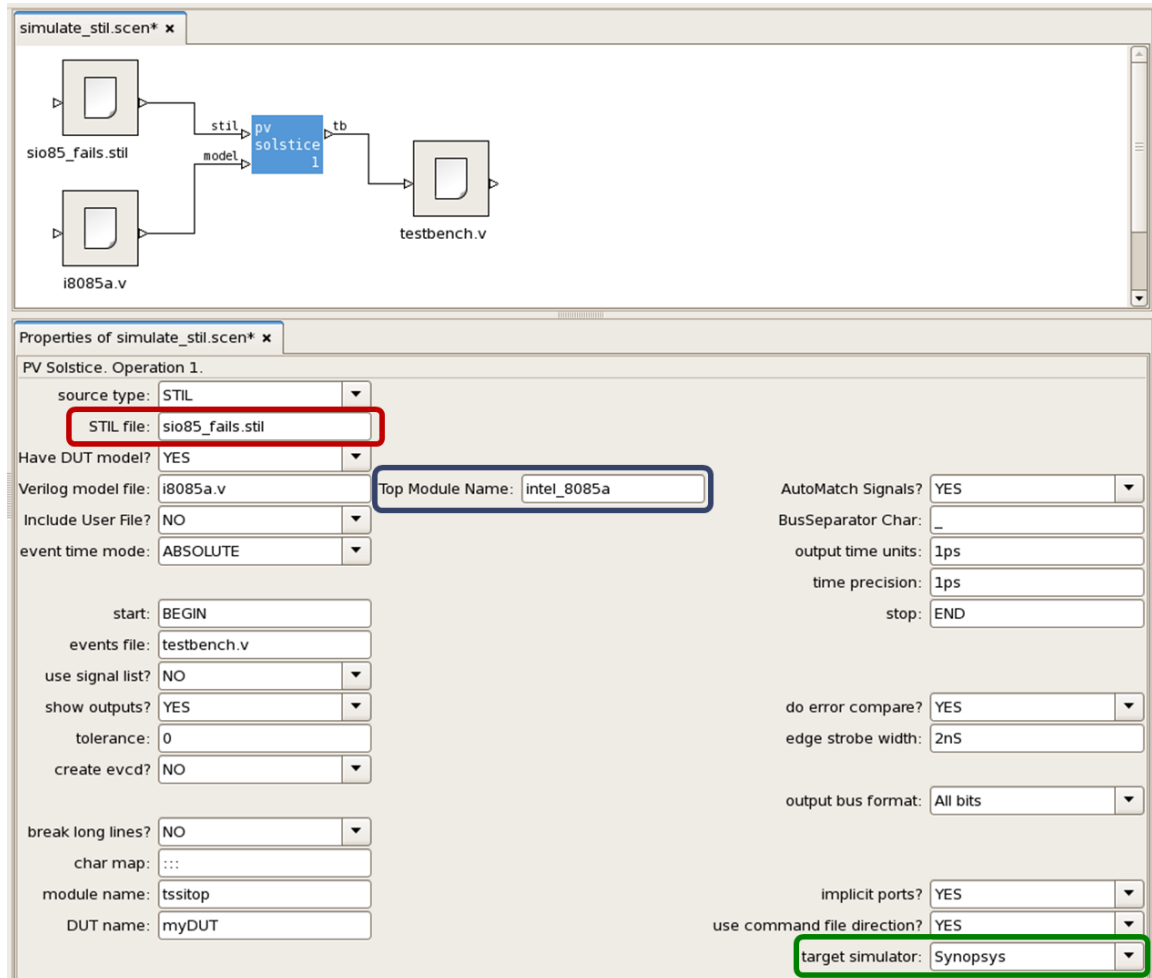 simulate_stil.scen*
sio85_fails.stil
stil
model
pv
solstice
1
tb
testbench.v
i8085a.v
Properties of simulate_stil.scen*
PV Solstice. Operation 1.
source type: STIL
STIL file: sio85_fails.stil
Have DUT model? YES
Verilog model file: i8085a.v Top Module Name: intel_8085a AutoMatch Signals? YES
Include User File? NO BusSeparator Char: _
event time mode: ABSOLUTE output time units: 1ps
time precision: 1ps
start: BEGIN stop: END
events file: testbench.v
use signal list? NO
show outputs? YES do error compare? YES
tolerance: 0 edge strobe width: 2nS
create evcd? NO
output bus format: All bits
break long lines? NO
char map: :::
module name: tssitop implicit ports? YES
DUT name: myDUT use command file direction? YES
target simulator: Synopsys